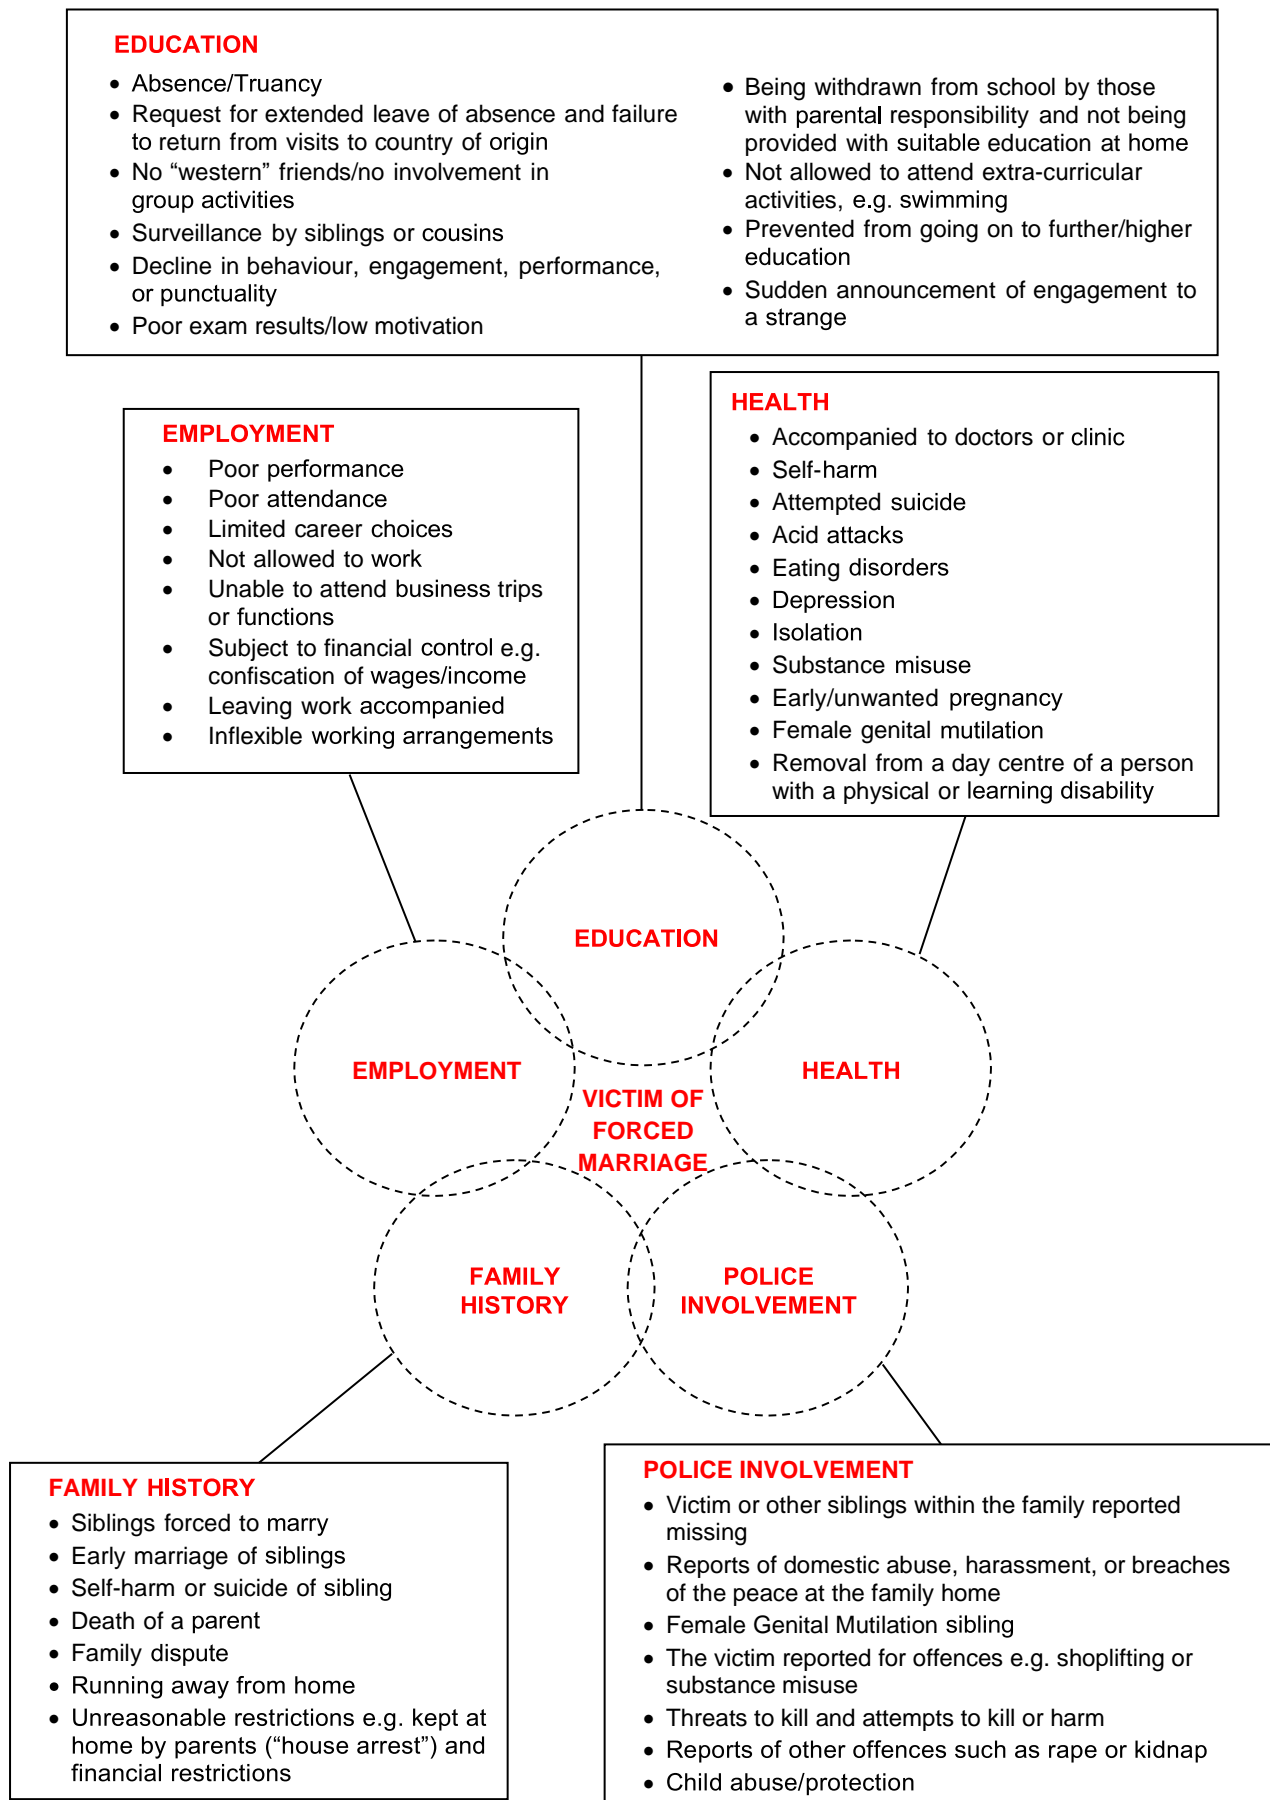 EDUCATION
• Absence/Truancy
• Request for extended leave of absence and failure
to return from visits to country of origin
• No “western” friends/no involvement in
group activities
• Surveillance by siblings or cousins
• Decline in behaviour, engagement, performance,
or punctuality
• Poor exam results/low motivation
• Being withdrawn from school by those
with parental responsibility and not being
provided with suitable education at home
• Not allowed to attend extra-curricular
activities, e.g. swimming
• Prevented from going on to further/higher
education
• Sudden announcement of engagement to
a strange
EMPLOYMENT
• Poor performance
• Poor attendance
• Limited career choices
• Not allowed to work
• Unable to attend business trips
or functions
• Subject to financial control e.g.
confiscation of wages/income
• Leaving work accompanied
• Inflexible working arrangements
HEALTH
• Accompanied to doctors or clinic
• Self-harm
• Attempted suicide
• Acid attacks
• Eating disorders
• Depression
• Isolation
• Substance misuse
• Early/unwanted pregnancy
• Female genital mutilation
• Removal from a day centre of a person
with a physical or learning disability
EDUCATION
EMPLOYMENT
HEALTH
VICTIM OF
FORCED
MARRIAGE
FAMILY
HISTORY
POLICE
INVOLVEMENT
FAMILY HISTORY
• Siblings forced to marry
• Early marriage of siblings
• Self-harm or suicide of sibling
• Death of a parent
• Family dispute
• Running away from home
• Unreasonable restrictions e.g. kept at
home by parents (“house arrest”) and
financial restrictions
POLICE INVOLVEMENT
• Victim or other siblings within the family reported
missing
• Reports of domestic abuse, harassment, or breaches
of the peace at the family home
• Female Genital Mutilation sibling
• The victim reported for offences e.g. shoplifting or
substance misuse
• Threats to kill and attempts to kill or harm
• Reports of other offences such as rape or kidnap
• Child abuse/protection